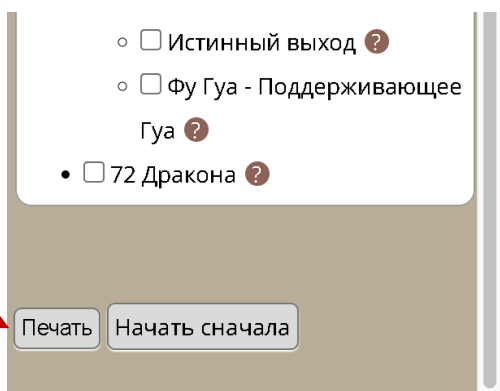 Истинный выход ?
Фу Гуа - Поддерживающее
Гуа ?
72 Дракона ?
Печать Начать сначала